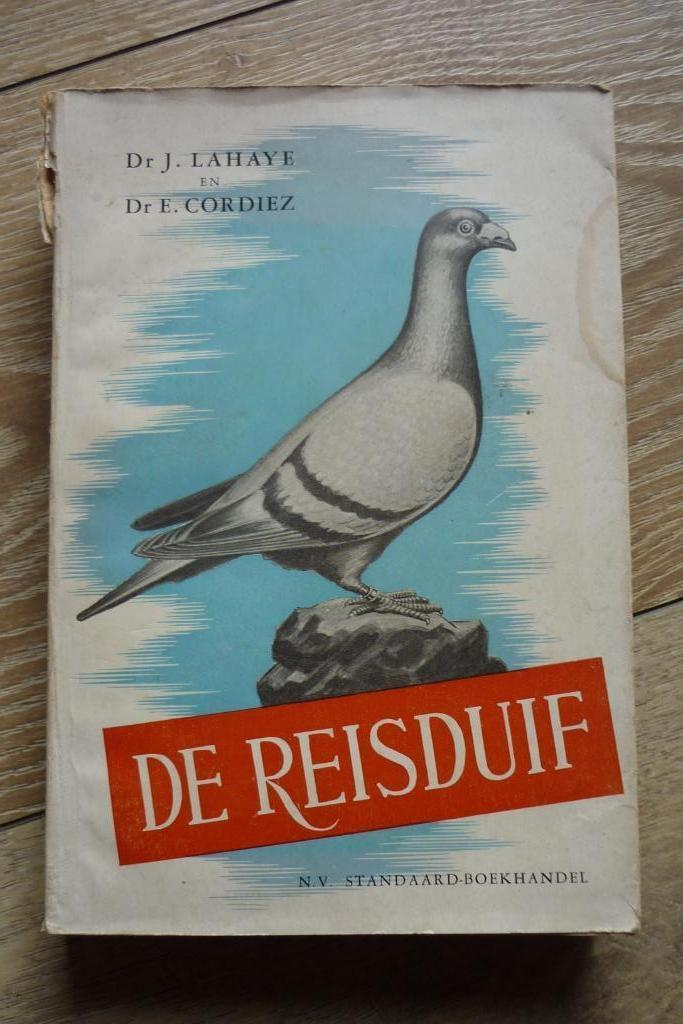 Dr J. LAHAYE
EN
Dr E. CORDIEZ
DE REISDUIF
N.V. STANDAARD-BOEKHANDEL